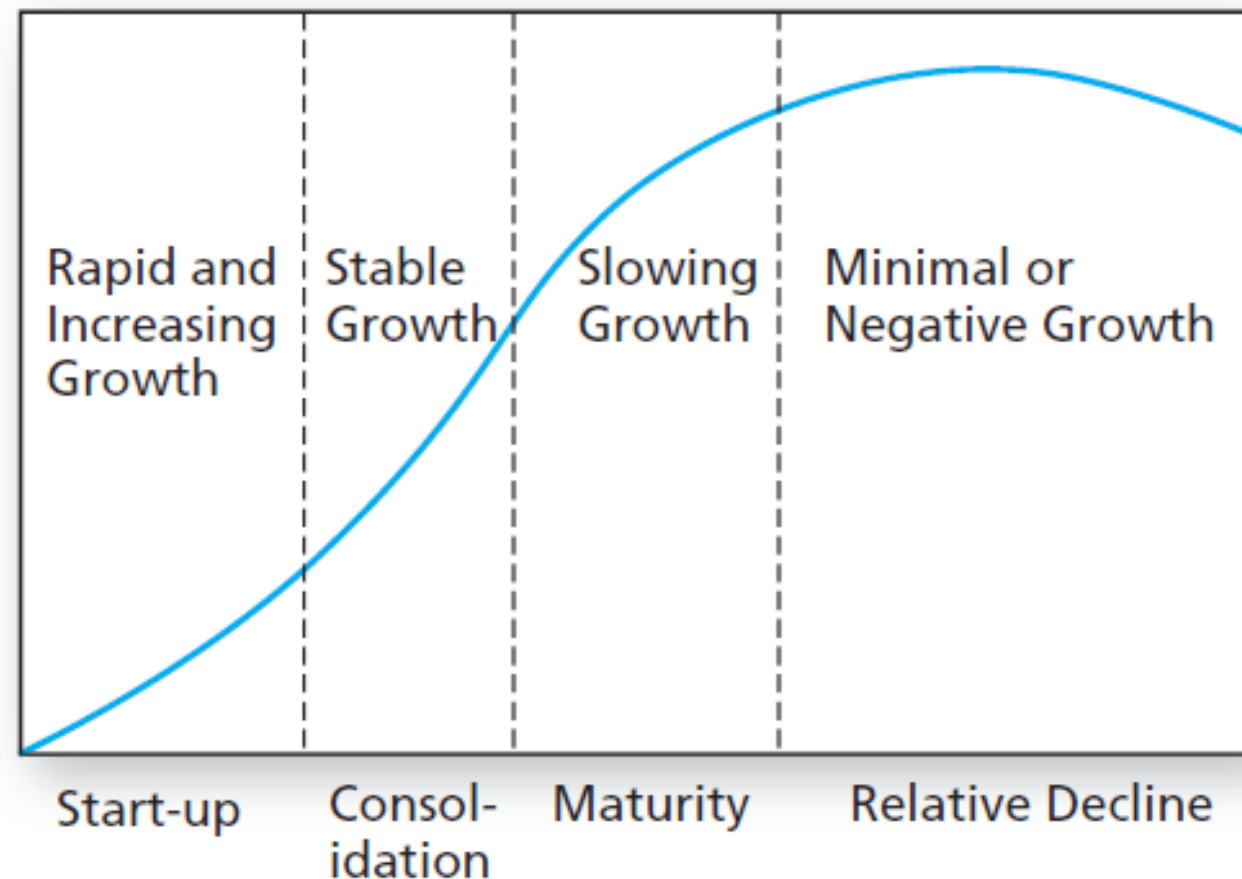 Rapid and
Increasing
Growth
Stable
Growth
Slowing
Growth
Minimal or
Negative Growth
Start-up
Consol-
idation
Maturity
Relative Decline